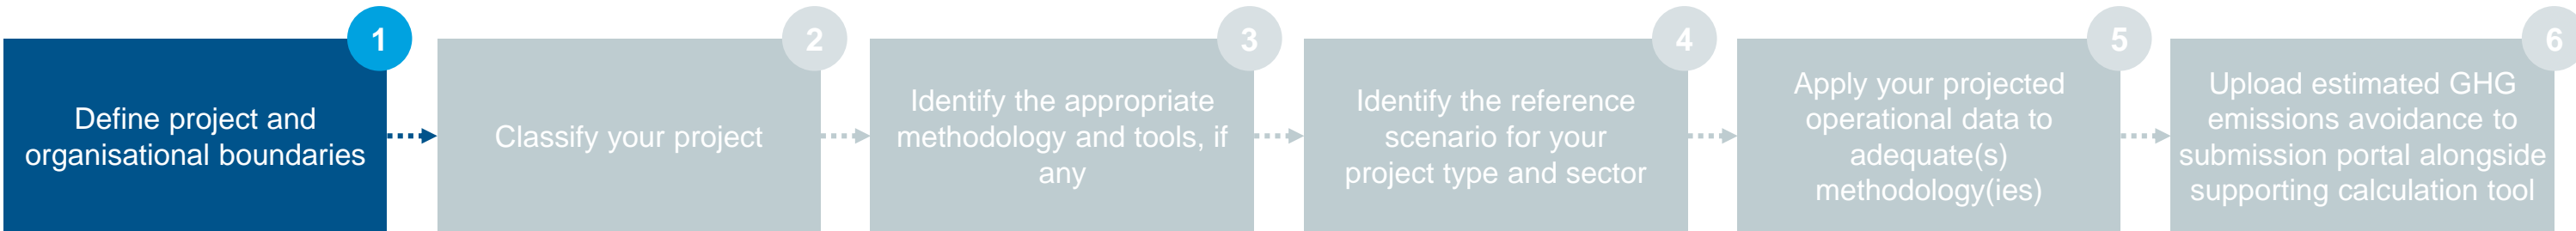 1
Define project and
organisational boundaries
2
Classify your project
3
Identify the appropriate
methodology and tools, if
any
4
Identify the reference
scenario for your
project type and sector
5
Apply your projected
operational data to
adequate(s)
methodology(ies)
6
Upload estimated GHG
emissions avoidance to
submission portal alongside
supporting calculation tool